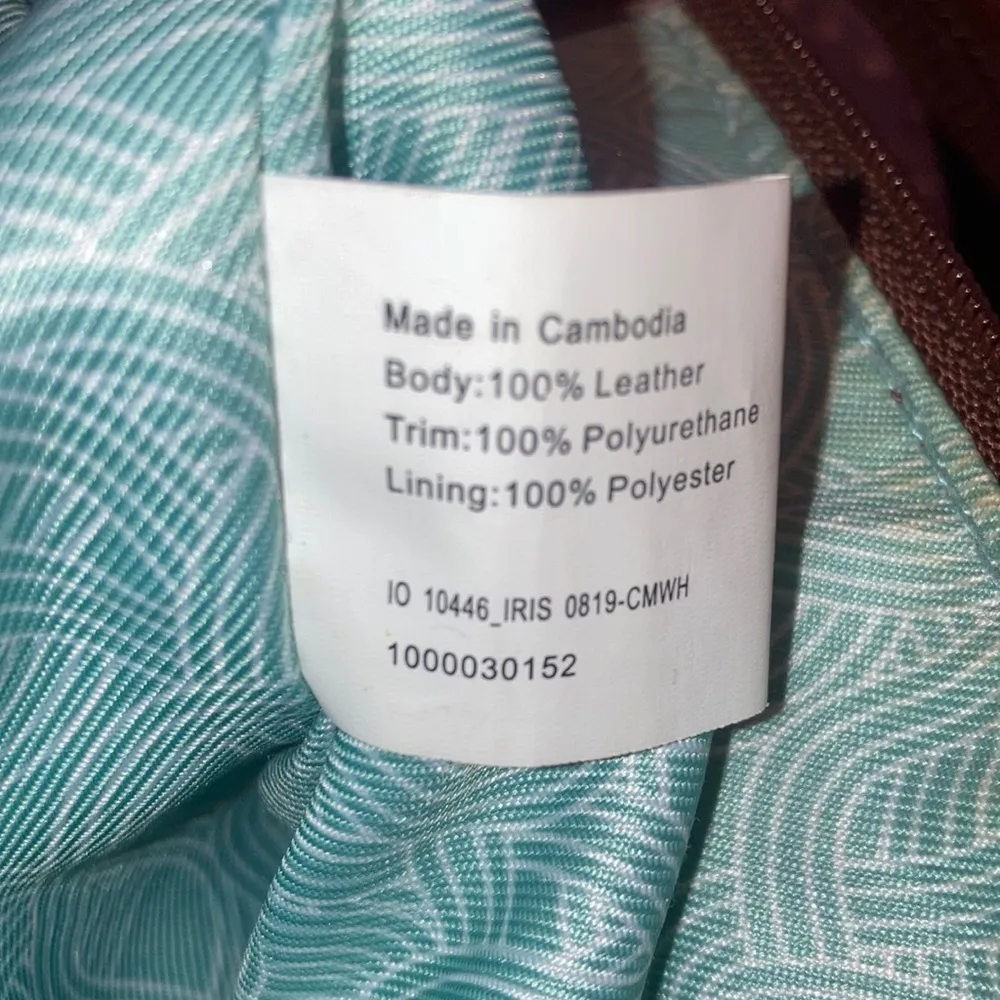 Made in Cambodia
Body:100% Leather
Trim:100% Polyurethane
Lining:100% Polyester
IO 10446_IRIS 0819-CMWH
1000030152